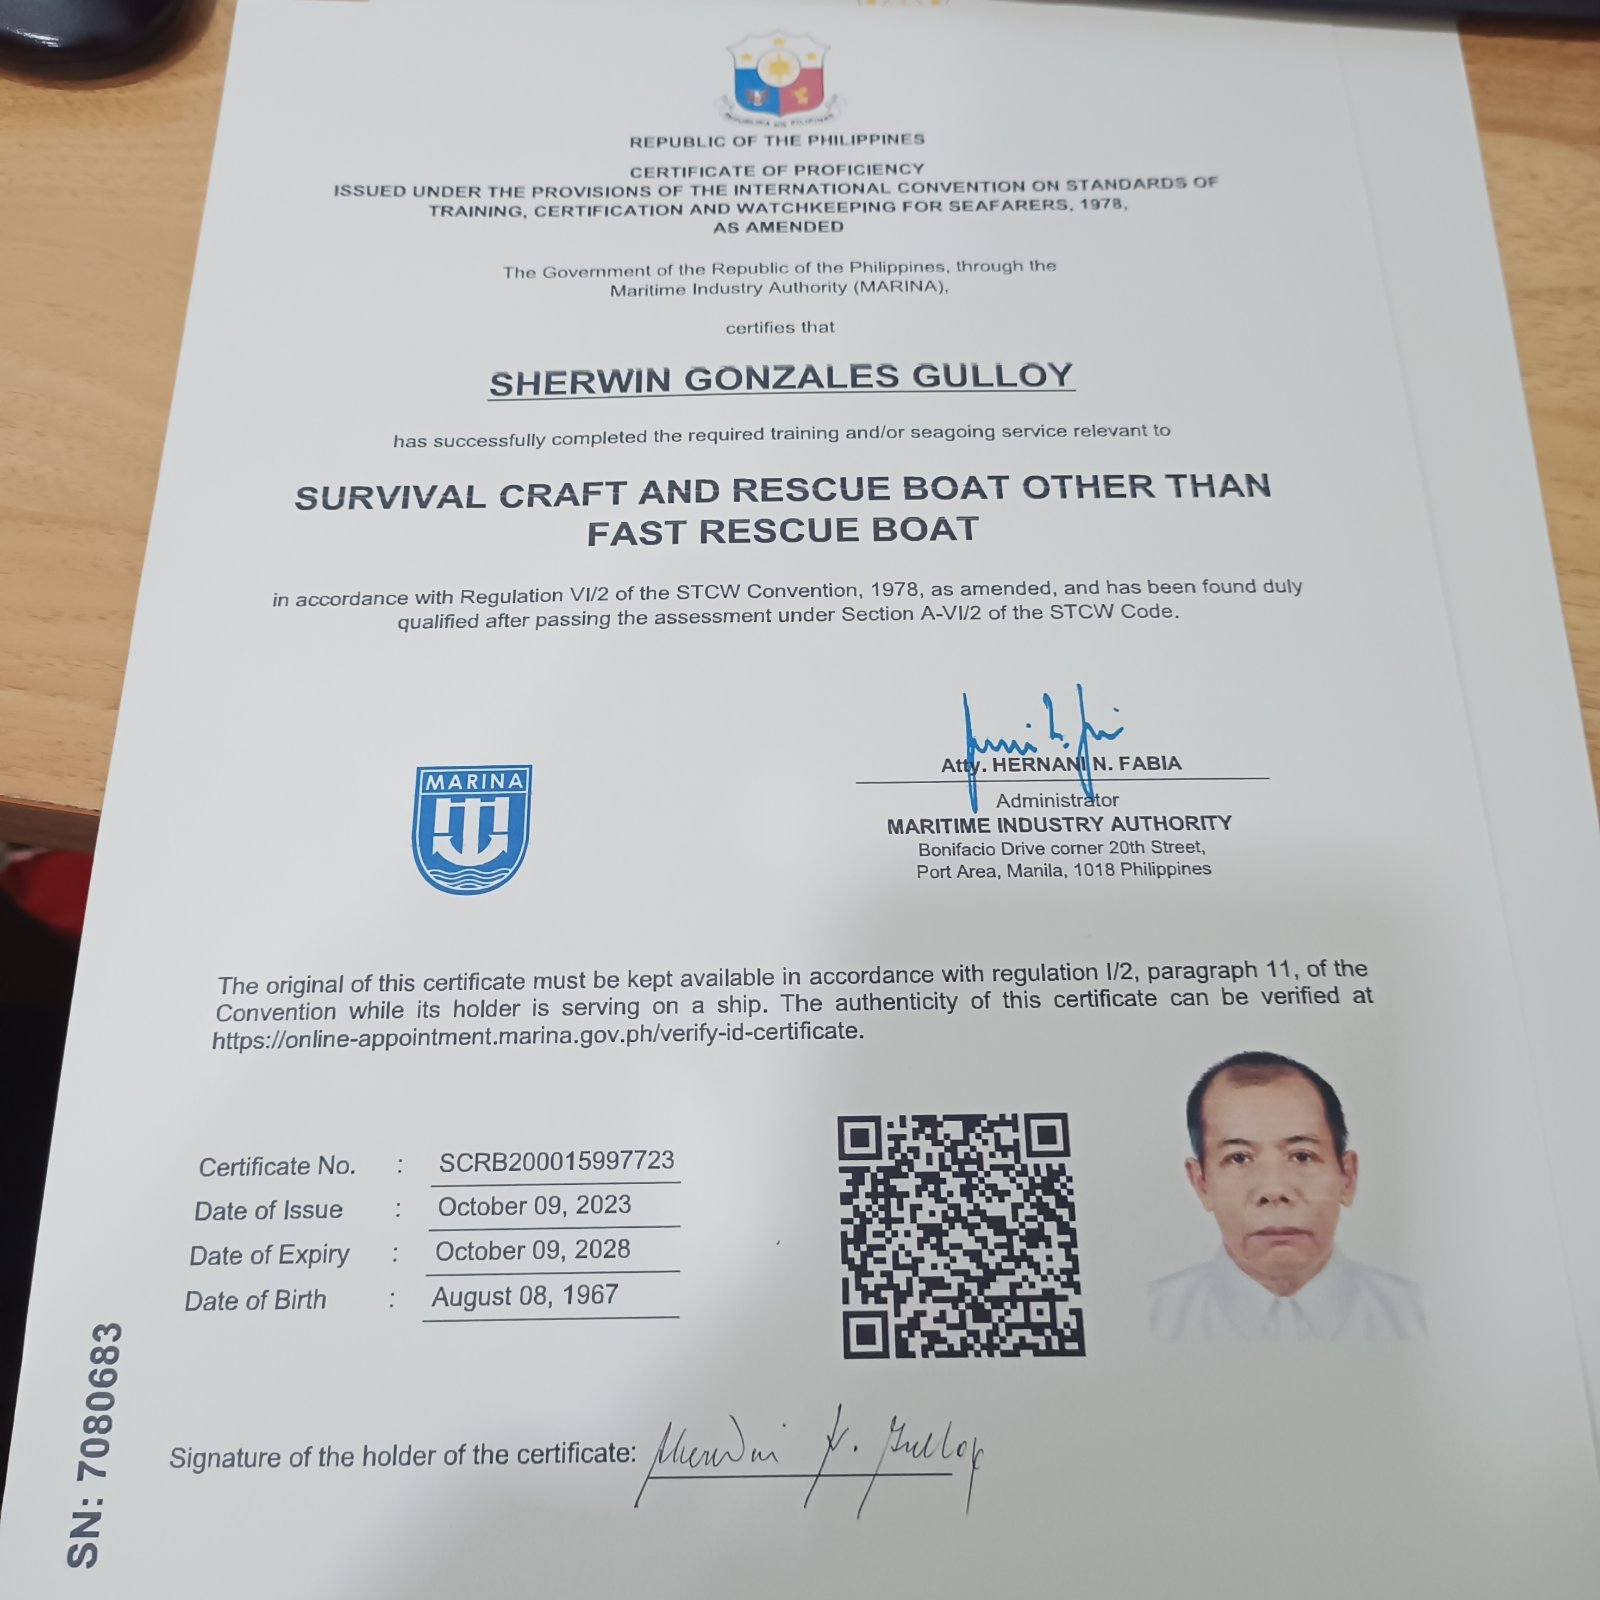 REPUBLIKA NG PILIPINAS
REPUBLIC OF THE PHILIPPINES
CERTIFICATE OF PROFICIENCY
ISSUED UNDER THE PROVISIONS OF THE INTERNATIONAL CONVENTION ON STANDARDS OF
TRAINING, CERTIFICATION AND WATCHKEEPING FOR SEAFARERS, 1978,
AS AMENDED
The Government of the Republic of the Philippines, through the
Maritime Industry Authority (MARINA),
certifies that
SHERWIN GONZALES GULLOY
has successfully completed the required training and/or seagoing service relevant to
SURVIVAL CRAFT AND RESCUE BOAT OTHER THAN
FAST RESCUE BOAT
in accordance with Regulation VI/2 of the STCW Convention, 1978, as amended, and has been found duly
qualified after passing the assessment under Section A-VI/2 of the STCW Code.
MARINA
Atty. HERNANI N. FABIA
Administrator
MARITIME INDUSTRY AUTHORITY
Bonifacio Drive corner 20th Street,
Port Area, Manila, 1018 Philippines
The original of this certificate must be kept available in accordance with regulation I/2, paragraph 11, of the
Convention while its holder is serving on a ship. The authenticity of this certificate can be verified at
https://online-appointment.marina.gov.ph/verify-id-certificate.
Certificate No. : SCRB200015997723
Date of Issue : October 09, 2023
Date of Expiry : October 09, 2028
Date of Birth : August 08, 1967
SN: 7080683
Signature of the holder of the certificate: Sherwin G. Gulloy